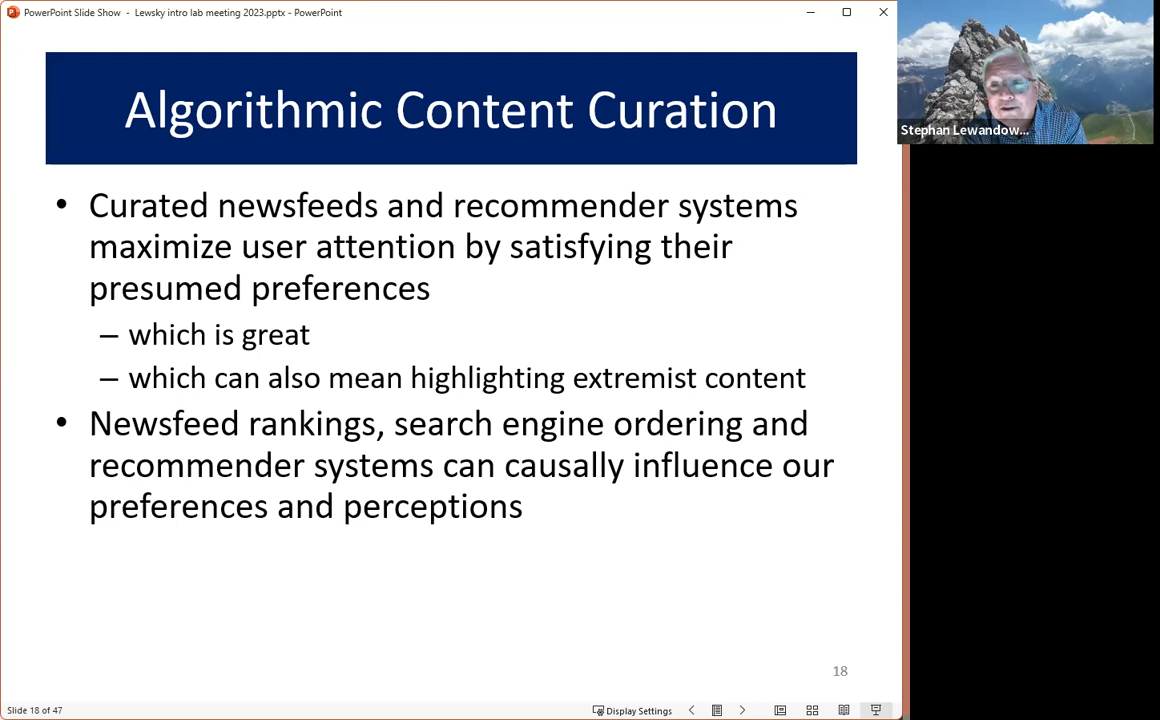 PowerPoint Slide Show - Lewsky intro lab meeting 2023.pptx - PowerPoint
Stephan Lewandow...
Algorithmic Content Curation
• Curated newsfeeds and recommender systems
maximize user attention by satisfying their
presumed preferences
– which is great
– which can also mean highlighting extremist content
• Newsfeed rankings, search engine ordering and
recommender systems can causally influence our
preferences and perceptions
18
Slide 18 of 47
Display Settings